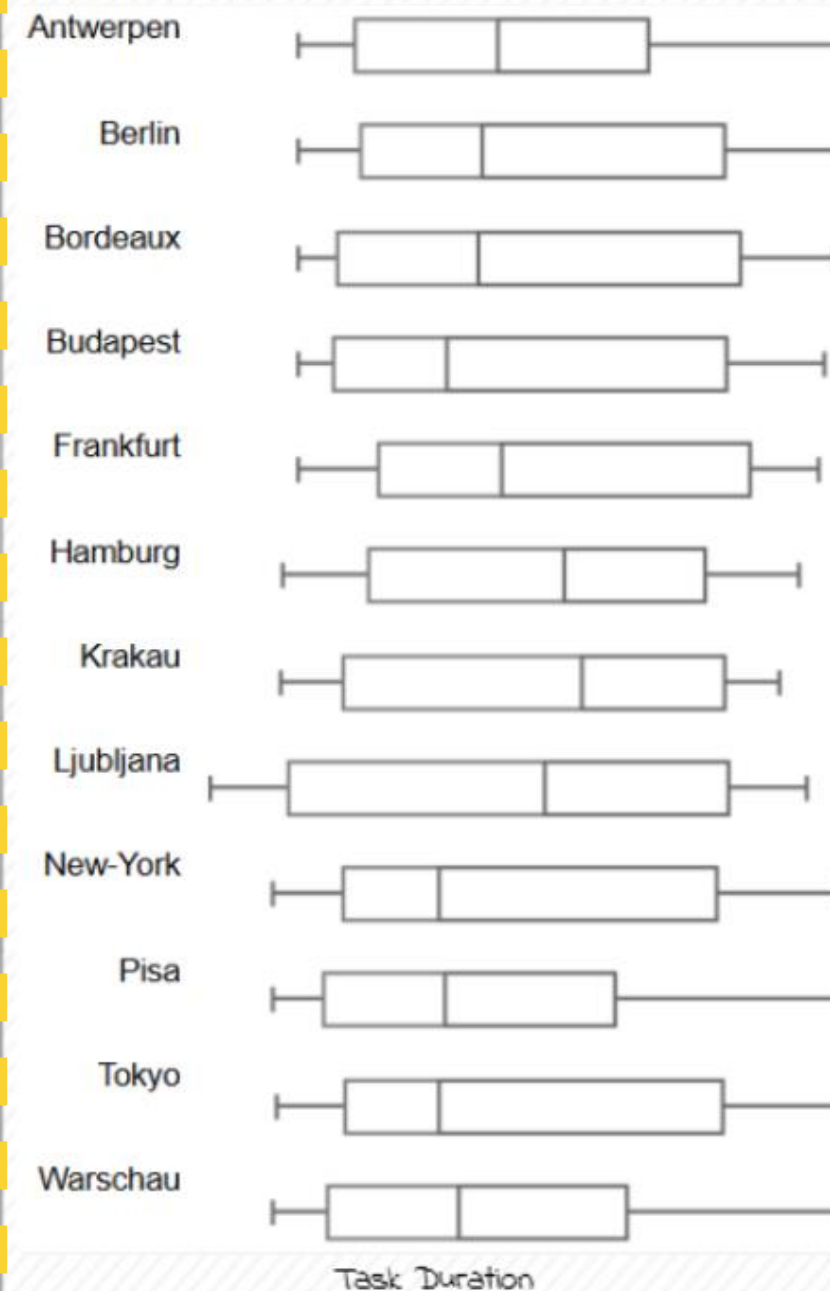 Antwerpen
Berlin
Bordeaux
Budapest
Frankfurt
Hamburg
Krakau
Ljubljana
New-York
Pisa
Tokyo
Warschau
Task Duration